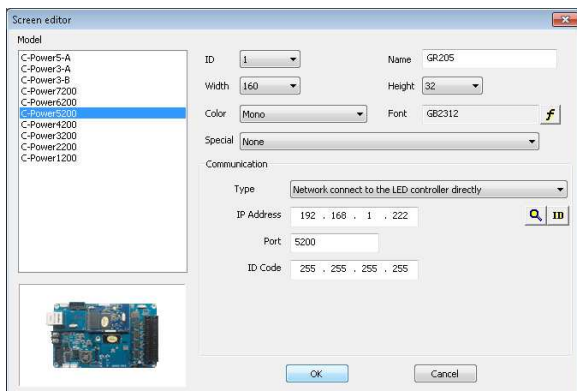 Screen editor
Model
C-Power5-A
C-Power3-A
C-Power3-B
C-Power7200
C-Power6200
C-Power5200
C-Power4200
C-Power3200
C-Power2200
C-Power1200
ID 1 Name GR205
Width 160 Height 32
Color Mono Font GB2312 f
Special None
Communication
Type Network connect to the LED controller directly
IP Address 192 . 168 . 1 . 222 ID
Port 5200
ID Code 255 . 255 . 255 . 255
OK Cancel